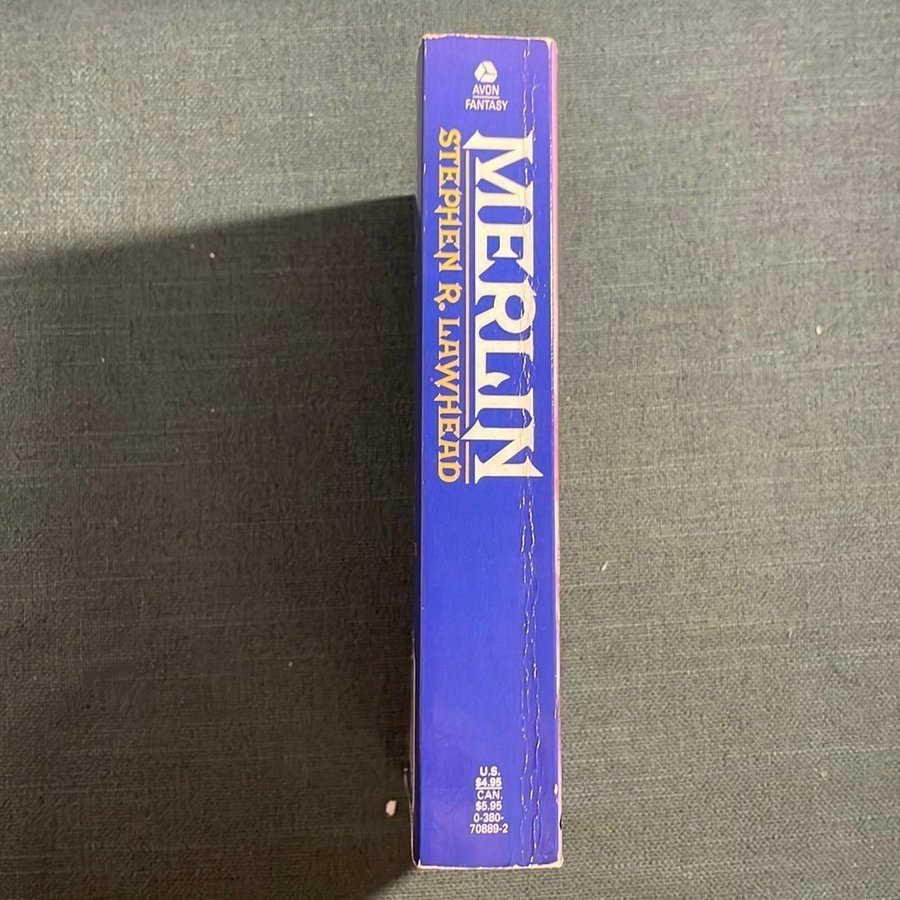 AVON
FANTASY
MERLIN
STEPHEN R. LAWHEAD
U.S.
$4.95
CAN.
$5.95
0-380-
70889-2